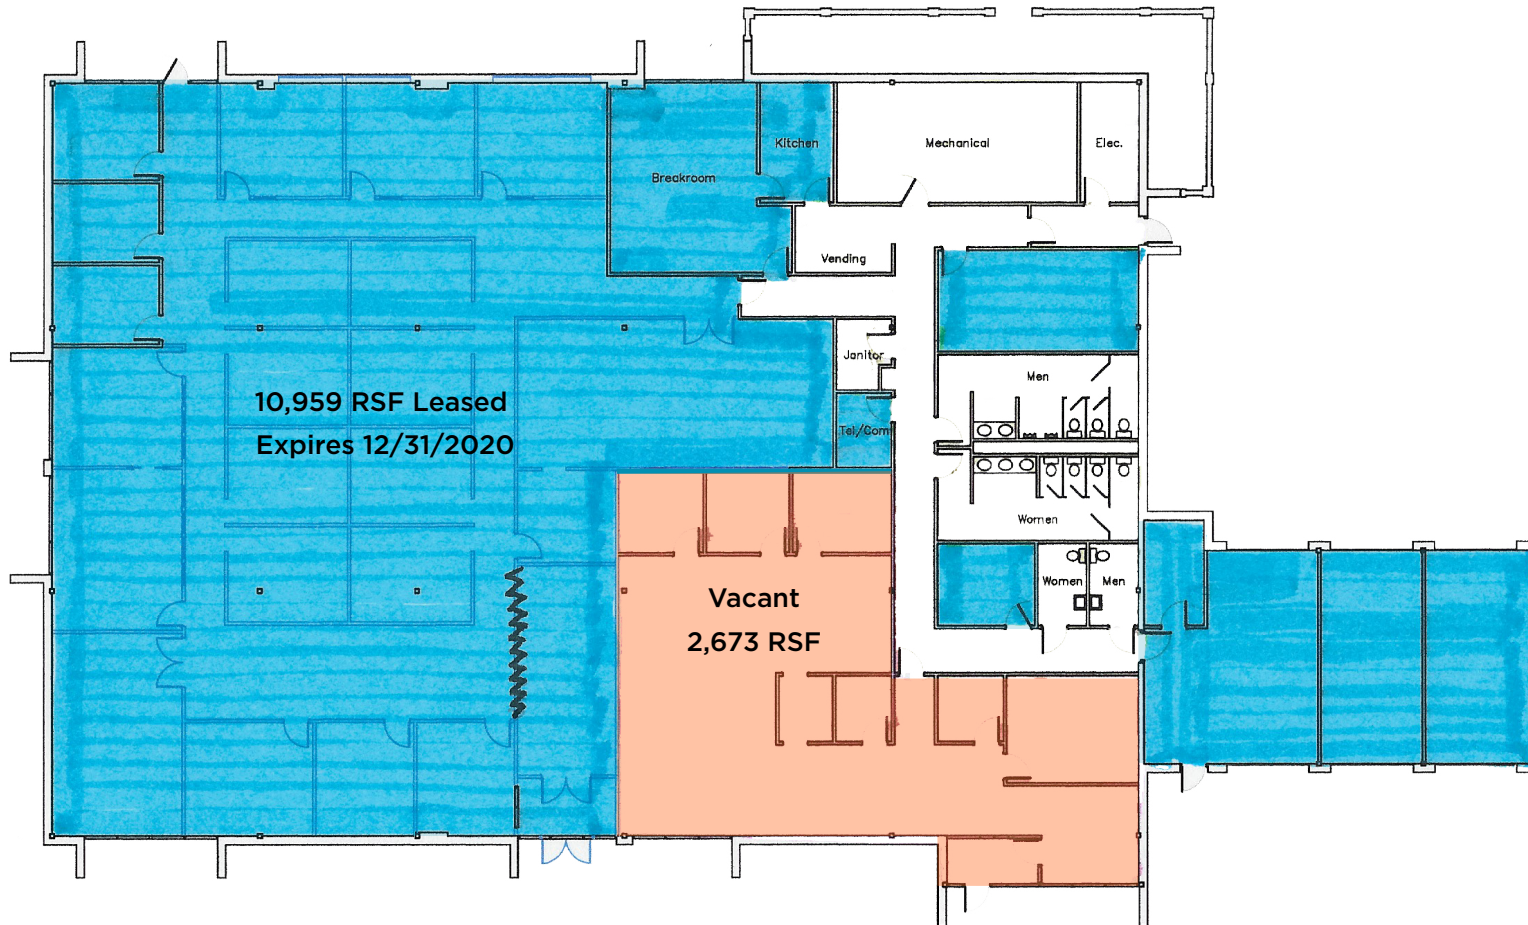 Kitchen
Mechanical
Elec.
Breakroom
Vending
Janitor
Men
10,959 RSF Leased
Expires 12/31/2020
Tel/Com
Women
Women
Men
Vacant
2,673 RSF